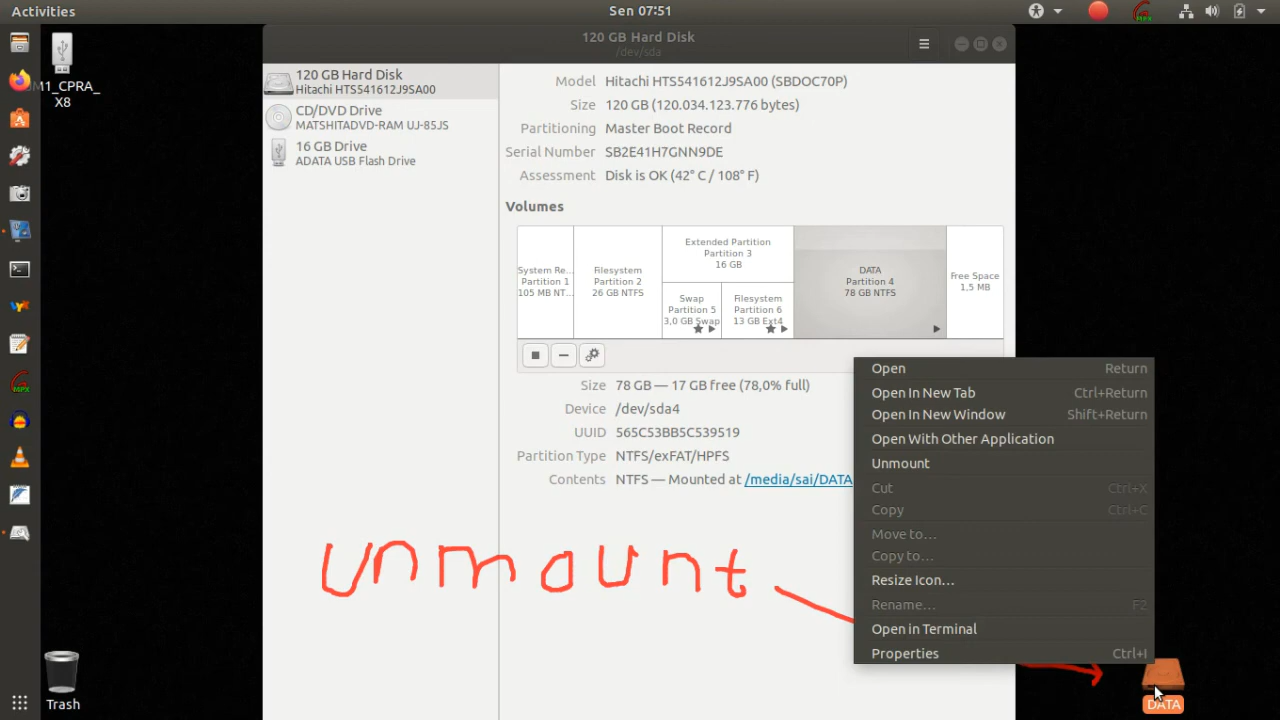 Activities
Sen 07:51
MPX
M1_CPRA_
X8
120 GB Hard Disk
/dev/sda
120 GB Hard Disk
Hitachi HTS541612J9SA00
CD/DVD Drive
MATSHITADVD-RAM UJ-85JS
16 GB Drive
ADATA USB Flash Drive
Model Hitachi HTS541612J9SA00 (SBDOC70P)
Size 120 GB (120.034.123.776 bytes)
Partitioning Master Boot Record
Serial Number SB2E41H7GNN9DE
Assessment Disk is OK (42° C / 108° F)
Volumes
System Re...
Partition 1
105 MB NT...
Filesystem
Partition 2
26 GB NTFS
Extended Partition
Partition 3
16 GB
Swap
Partition 5
3,0 GB Swap
Filesystem
Partition 6
13 GB Ext4
DATA
Partition 4
78 GB NTFS
Free Space
1,5 MB
Size 78 GB — 17 GB free (78,0% full)
Device /dev/sda4
UUID 565C53BB5C539519
Partition Type NTFS/exFAT/HPFS
Contents NTFS — Mounted at /media/sai/DATA
Open Return
Open In New Tab Ctrl+Return
Open In New Window Shift+Return
Open With Other Application
Unmount
Cut Ctrl+X
Copy Ctrl+C
Move to…
Copy to…
Resize Icon…
Rename… F2
Open in Terminal
Properties Ctrl+I
unmount
MPX
Trash
DATA